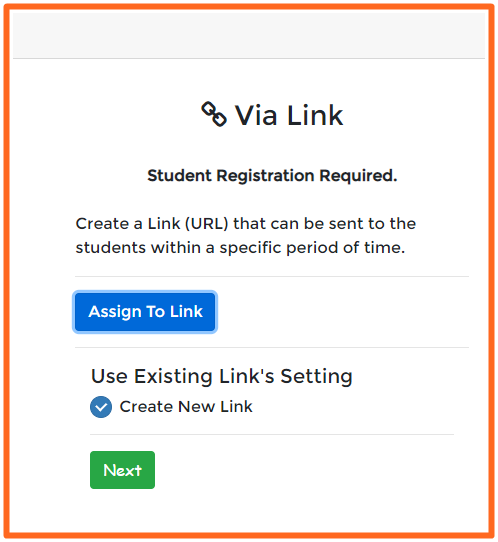 Via Link
Student Registration Required.
Create a Link (URL) that can be sent to the
students within a specific period of time.
Assign To Link
Use Existing Link's Setting
Create New Link
Next